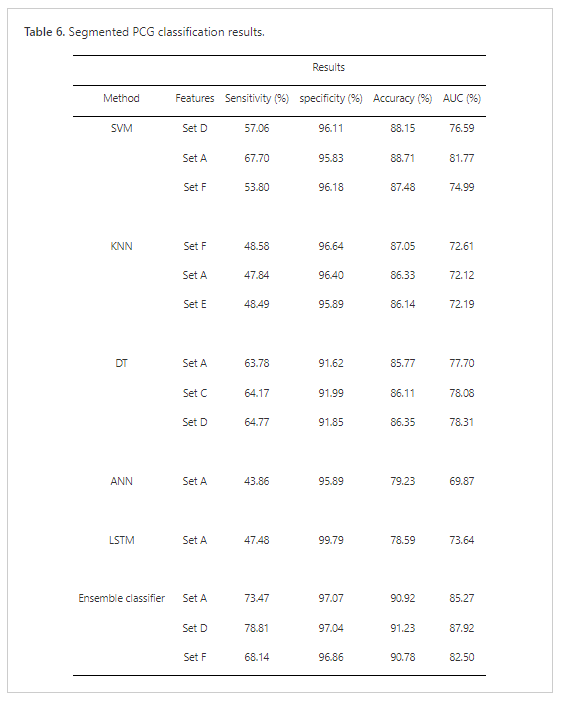 Table 6. Segmented PCG classification results.
Results
Method Features Sensitivity (%) specificity (%) Accuracy (%) AUC (%)
SVM Set D 57.06 96.11 88.15 76.59
Set A 67.70 95.83 88.71 81.77
Set F 53.80 96.18 87.48 74.99
KNN Set F 48.58 96.64 87.05 72.61
Set A 47.84 96.40 86.33 72.12
Set E 48.49 95.89 86.14 72.19
DT Set A 63.78 91.62 85.77 77.70
Set C 64.17 91.99 86.11 78.08
Set D 64.77 91.85 86.35 78.31
ANN Set A 43.86 95.89 79.23 69.87
LSTM Set A 47.48 99.79 78.59 73.64
Ensemble classifier Set A 73.47 97.07 90.92 85.27
Set D 78.81 97.04 91.23 87.92
Set F 68.14 96.86 90.78 82.50